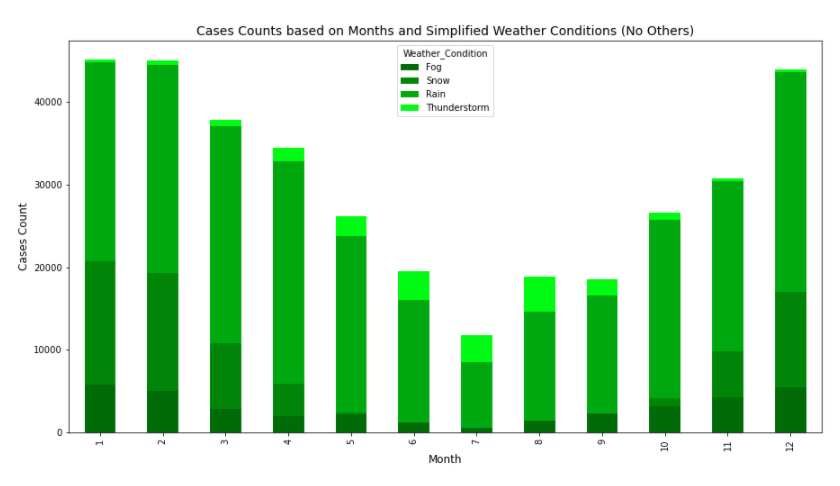 Cases Counts based on Months and Simplified Weather Conditions (No Others)
Weather_Condition
Fog
Snow
Rain
Thunderstorm
Cases Count
40000
30000
20000
10000
0
1 2 3 4 5 6 7 8 9 10 11 12
Month